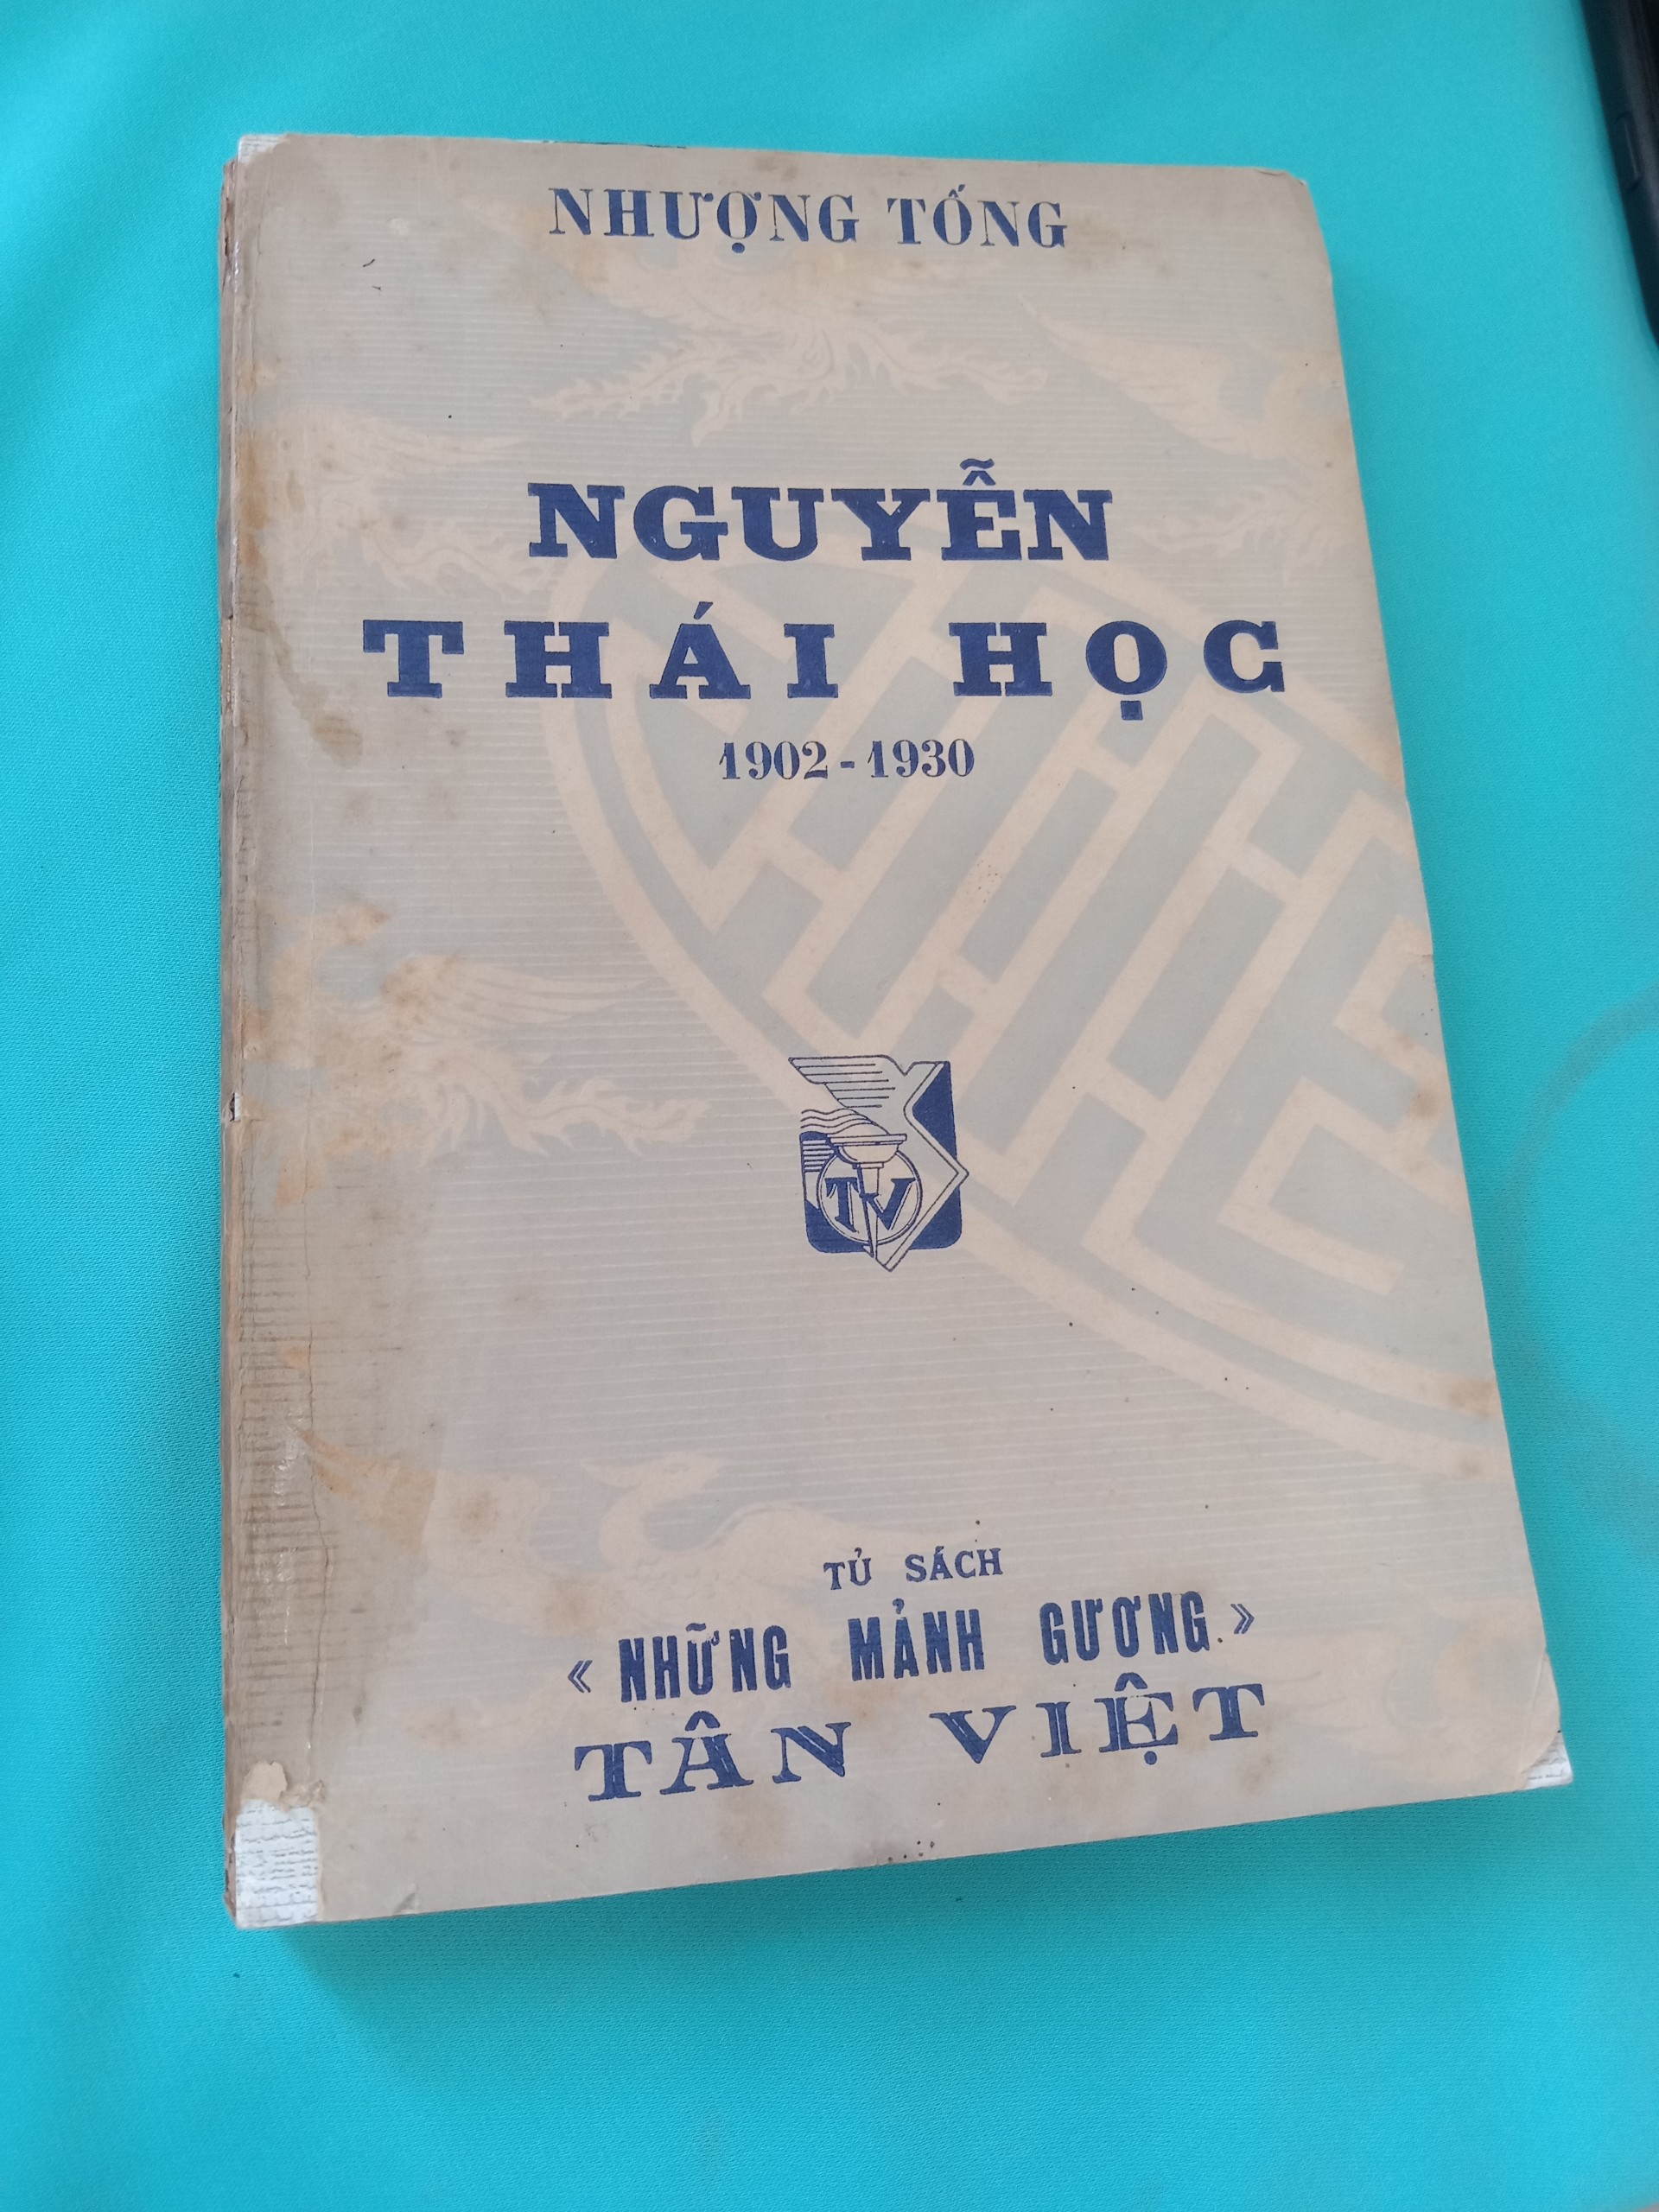 NHƯỢNG TỐNG
NGUYỄN
THÁI HỌC
1902 - 1930
TV
TỦ SÁCH
« NHỮNG MẢNH GƯƠNG. »
TÂN VIỆT